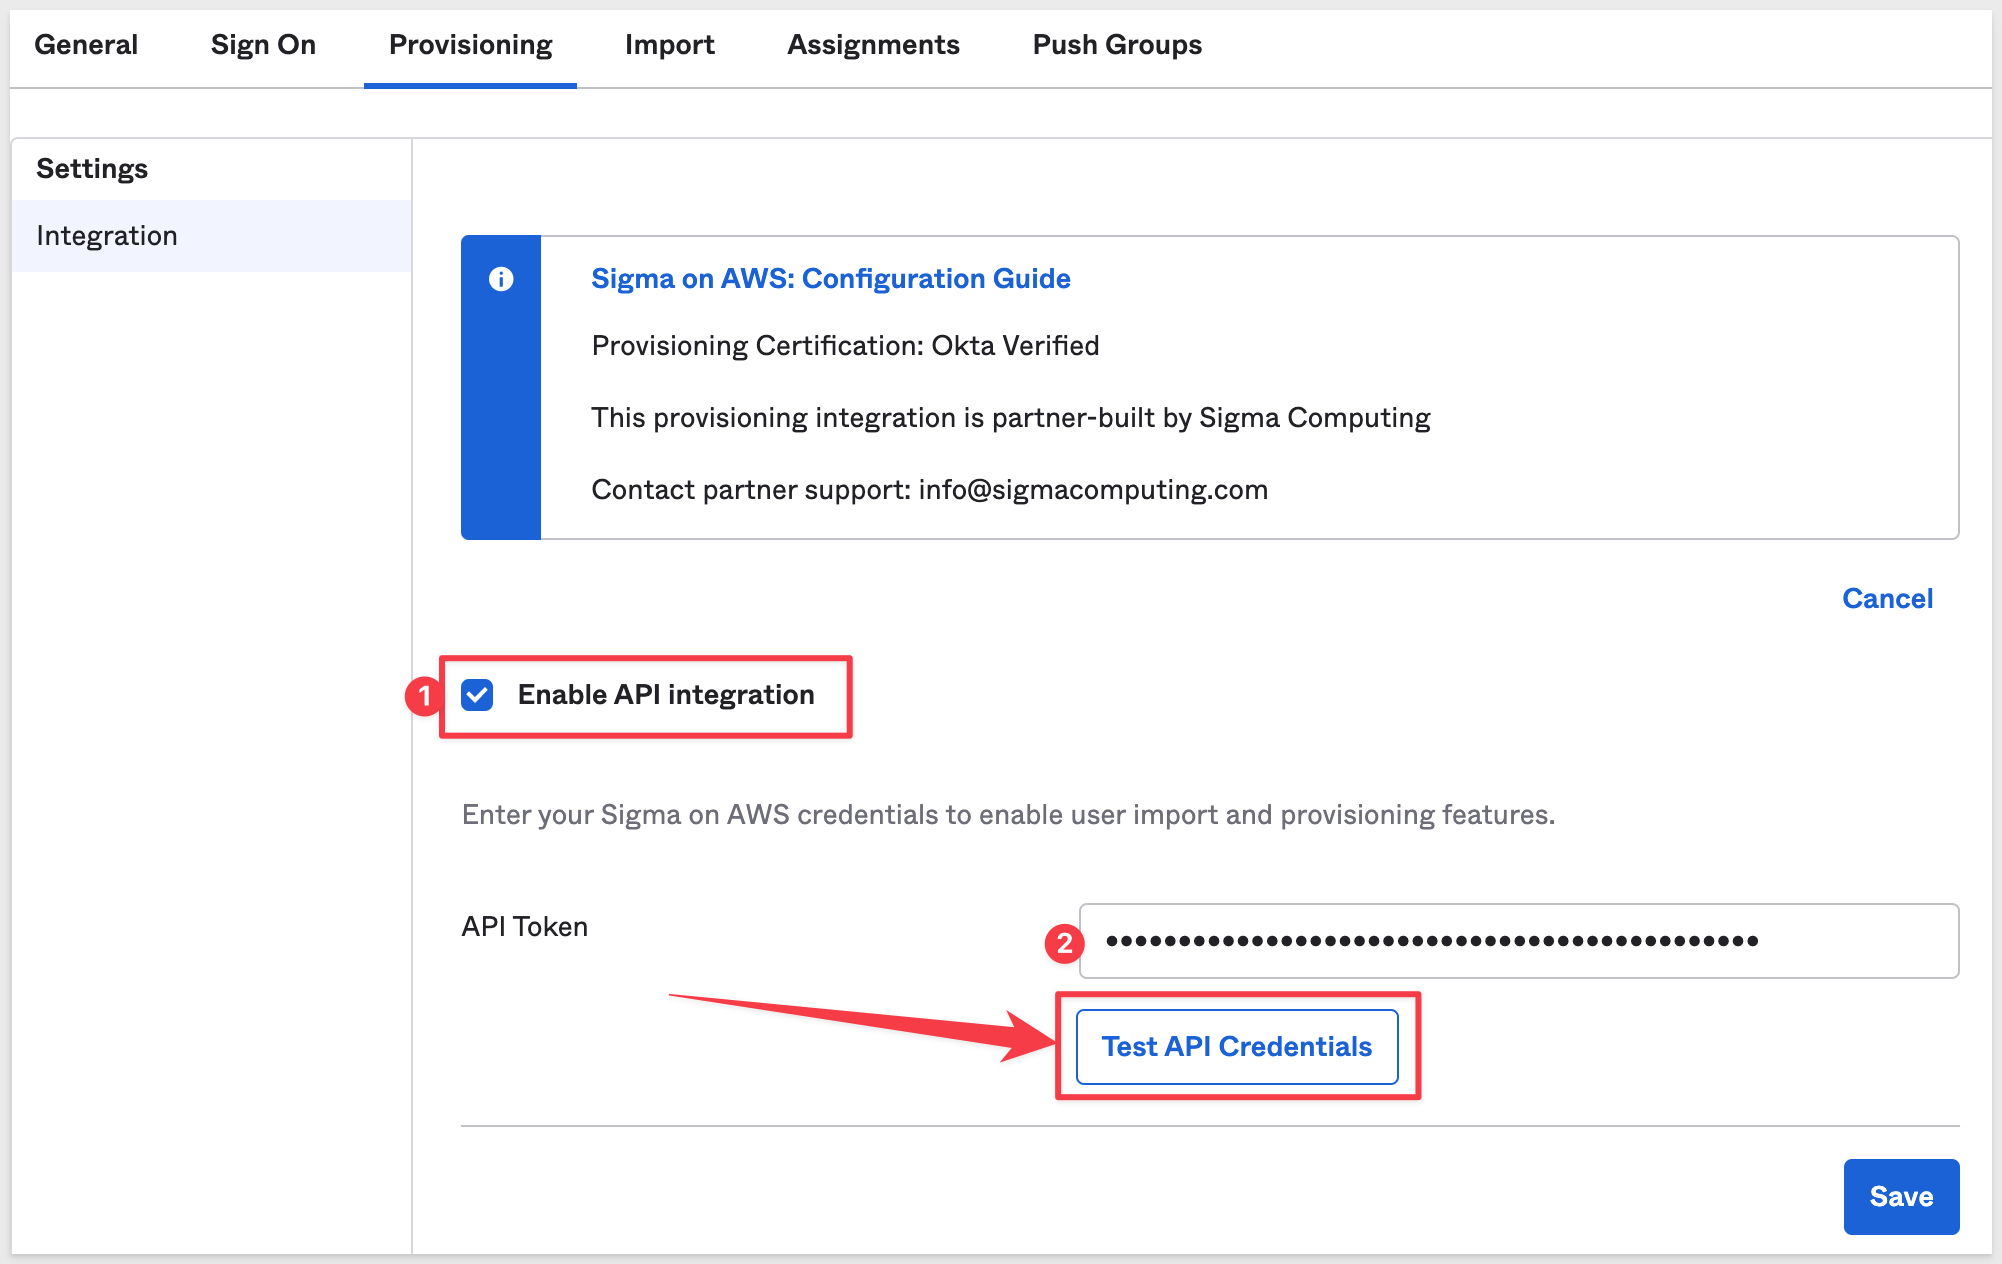 General Sign On Provisioning Import Assignments Push Groups
Settings
Integration
Sigma on AWS: Configuration Guide
Provisioning Certification: Okta Verified
This provisioning integration is partner-built by Sigma Computing
Contact partner support: info@sigmacomputing.com
Cancel
1 Enable API integration
Enter your Sigma on AWS credentials to enable user import and provisioning features.
API Token 2 •••••••••••••••••••••••••••••••••••••••••••••
Test API Credentials
Save